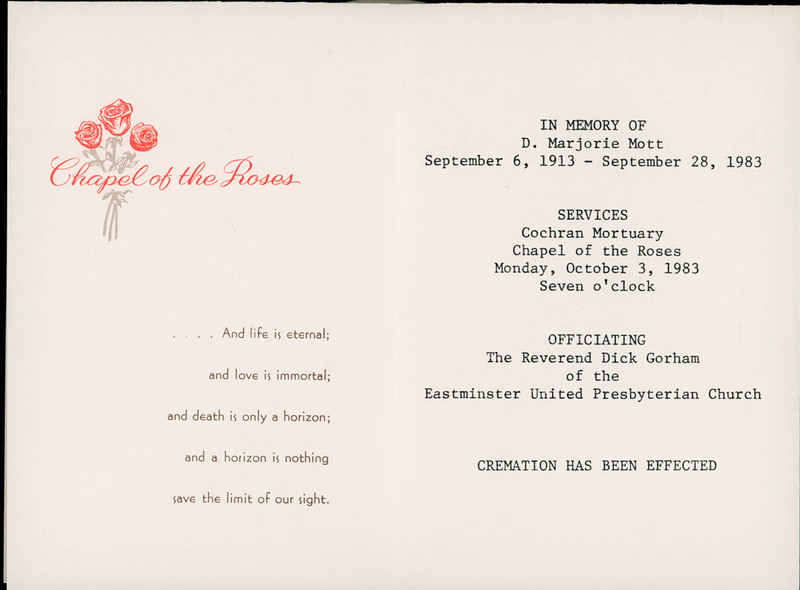 Chapel of the Roses
. . . . And life is eternal;
and love is immortal;
and death is only a horizon;
and a horizon is nothing
save the limit of our sight.
IN MEMORY OF
D. Marjorie Mott
September 6, 1913 - September 28, 1983
SERVICES
Cochran Mortuary
Chapel of the Roses
Monday, October 3, 1983
Seven o'clock
OFFICIATING
The Reverend Dick Gorham
of the
Eastminster United Presbyterian Church
CREMATION HAS BEEN EFFECTED